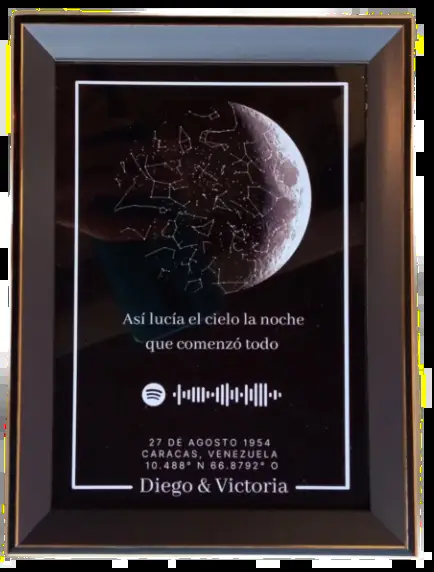 Así lucía el cielo la noche
que comenzó todo
27 DE AGOSTO 1954
CARACAS, VENEZUELA
10.488° N 66.8792° O
Diego & Victoria